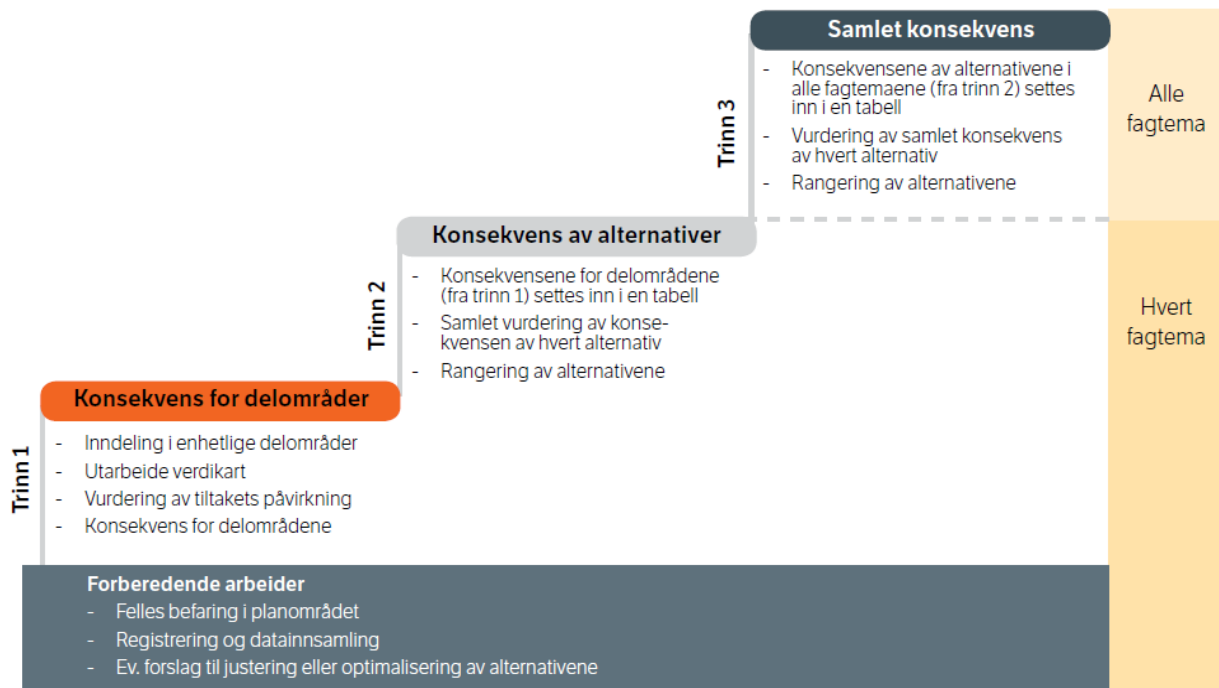 Samlet konsekvens
- Konsekvensene av alternativene i
alle fagtemaene (fra trinn 2) settes
inn i en tabell
- Vurdering av samlet konsekvens
av hvert alternativ
- Rangering av alternativene
Trinn 3
Alle
fagtema
Konsekvens av alternativer
- Konsekvensene for delområdene
(fra trinn 1) settes inn i en tabell
- Samlet vurdering av konse-
kvensen av hvert alternativ
- Rangering av alternativene
Trinn 2
Hvert
fagtema
Konsekvens for delområder
- Inndeling i enhetlige delområder
- Utarbeide verdikart
- Vurdering av tiltakets påvirkning
- Konsekvens for delområdene
Trinn 1
Forberedende arbeider
- Felles befaring i planområdet
- Registrering og datainnsamling
- Ev. forslag til justering eller optimalisering av alternativene